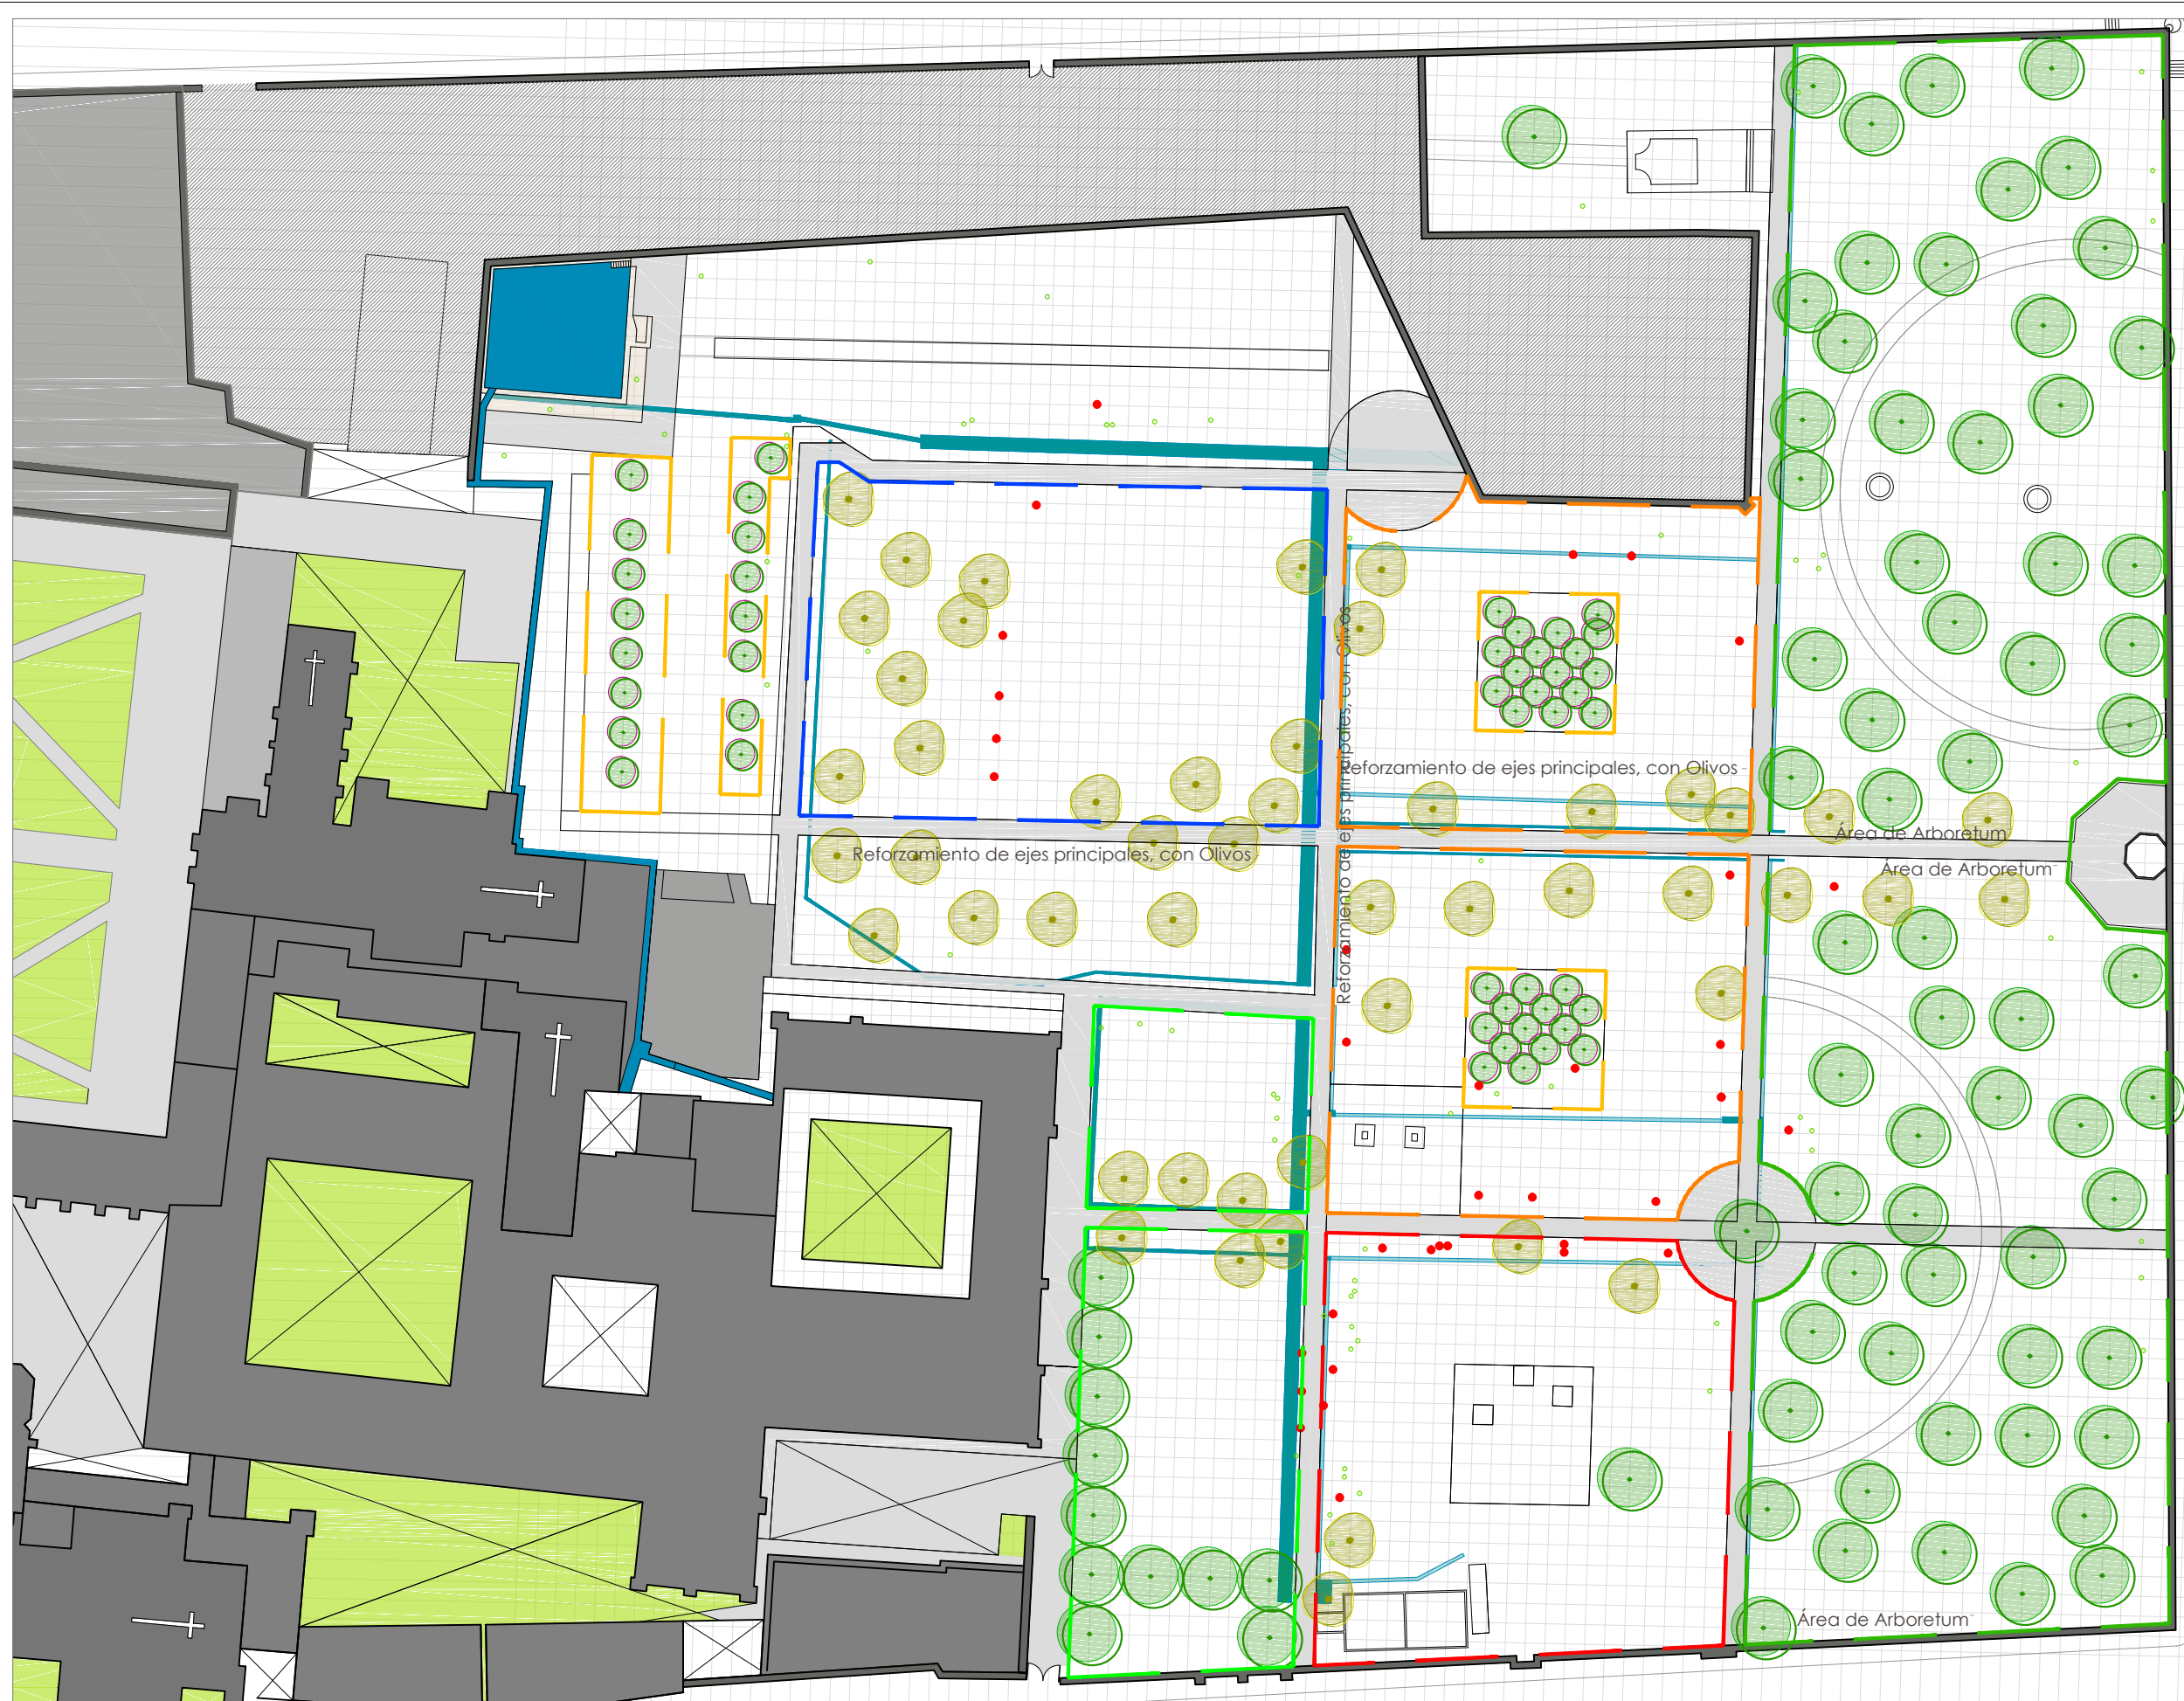 Reforzamiento de ejes principales, con Olivos
Reforzamiento de ejes principales, con Olivos
Área de Arboretum
Reforzamiento de ejes principales, con Olivos
Área de Arboretum
Área de Arboretum